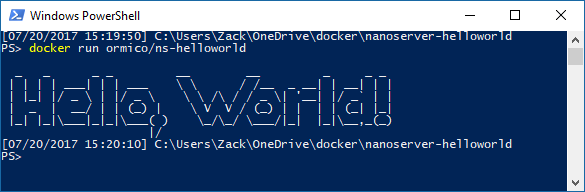 Windows PowerShell
[07/20/2017 15:19:50] C:\Users\Zack\OneDrive\docker\nanoserver-helloworld
PS> docker run ormico/ns-helloworld
Hello, World!
[07/20/2017 15:20:10] C:\Users\Zack\OneDrive\docker\nanoserver-helloworld
PS>